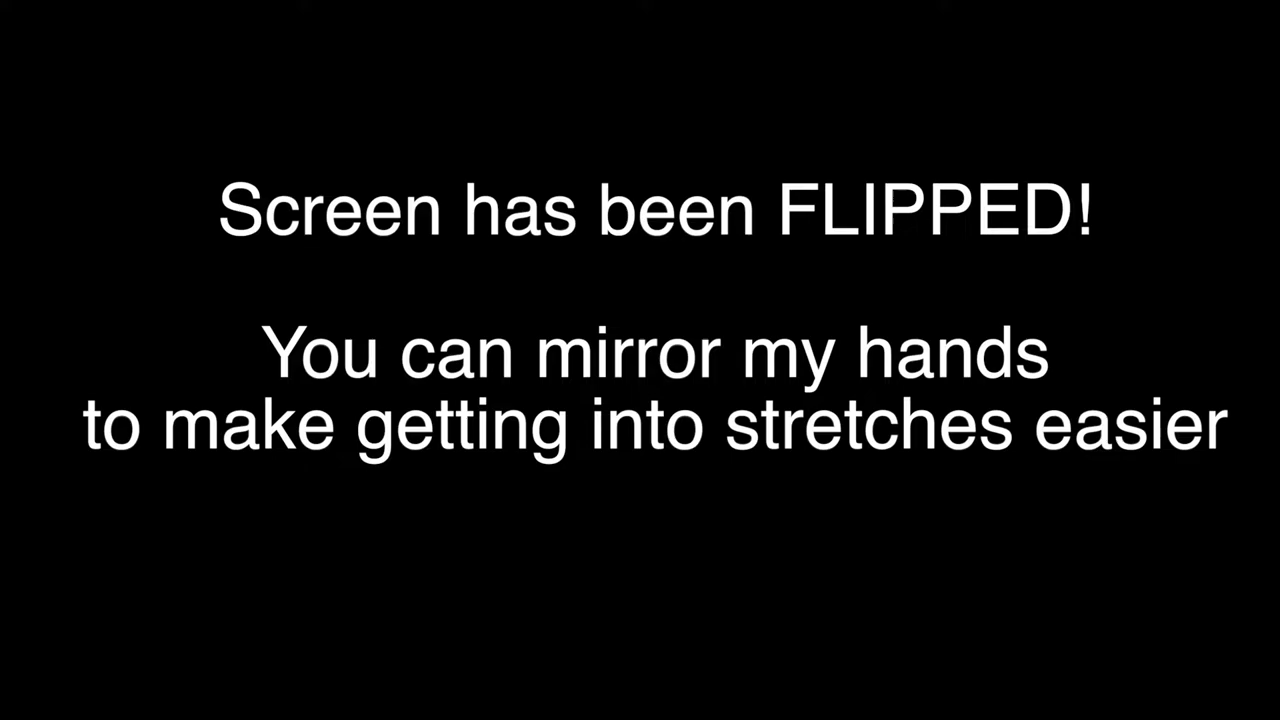 Screen has been FLIPPED!
You can mirror my hands
to make getting into stretches easier